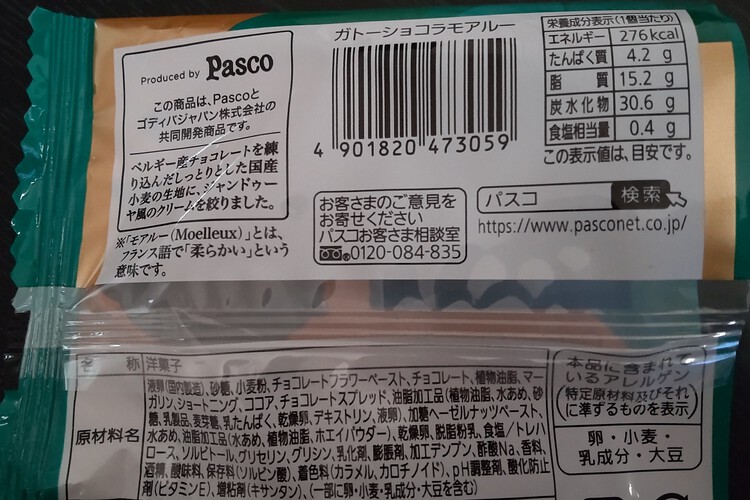 Produced by Pasco
この商品は、Pascoと
ゴディバジャパン株式会社の
共同開発商品です。
ベルギー産チョコレートを練
り込んだしっとりとした国産
小麦の生地に、ジャンドゥー
ヤ風のクリームを絞りました。
※「モアルー(Moelleux)」とは、
フランス語で「柔らかい」という
意味です。
ガトーショコラモアルー
4 901820 473059
お客さまのご意見を
お寄せください
パスコお客さま相談室
0120-084-835
栄養成分表示(1個当たり)
エネルギー 276kcal
たんぱく質 4.2 g
脂質 15.2 g
炭水化物 30.6 g
食塩相当量 0.4 g
この表示値は、目安です。
パスコ 検索
https://www.pasconet.co.jp/
名称 洋菓子
原材料名
液卵(国内製造)、砂糖、小麦粉、チョコレートフラワーペースト、チョコレート、植物油脂、マー
ガリン、ショートニング、ココア、チョコレートスプレッド、油脂加工品(植物油脂、水あめ、砂
糖、乳製品、麦芽糖、乳たんぱく、乾燥卵、デキストリン、液卵)、加糖ヘーゼルナッツペースト、
水あめ、油脂加工品(水あめ、植物油脂、ホエイパウダー)、乾燥卵、脱脂粉乳、食塩/トレハ
ロース、ソルビトール、グリセリン、グリシン、乳化剤、膨脹剤、加工デンプン、酢酸Na、香料、
酒精、酸味料、保存料(ソルビン酸)、着色料(カラメル、カロチノイド)、pH調整剤、酸化防止
剤(ビタミンE)、増粘剤(キサンタン)、(一部に卵・小麦・乳成分・大豆を含む)
本品に含まれて
いるアレルゲン
(特定原材料及びそれ
に準ずるものを表示)
卵・小麦・
乳成分・大豆